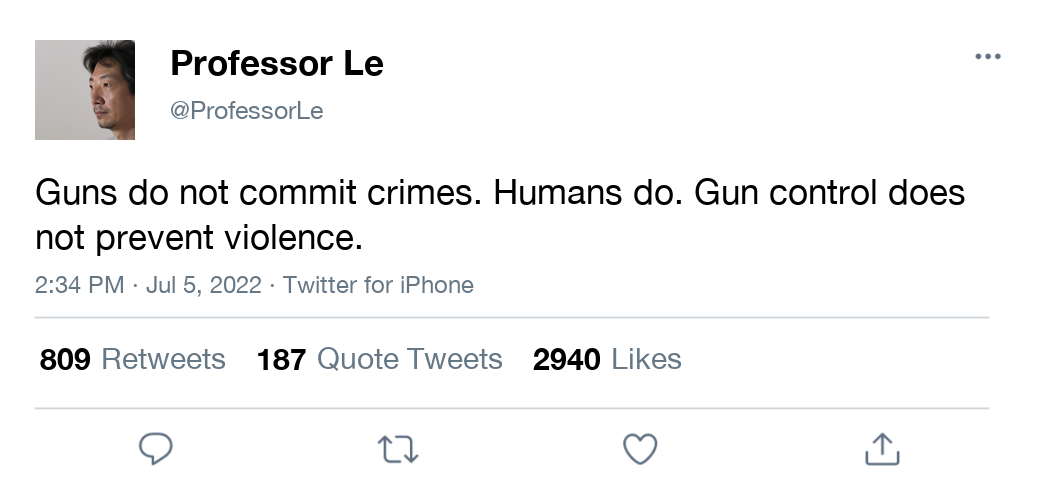 Professor Le
@ProfessorLe
Guns do not commit crimes. Humans do. Gun control does
not prevent violence.
2:34 PM · Jul 5, 2022 · Twitter for iPhone
809 Retweets 187 Quote Tweets 2940 Likes